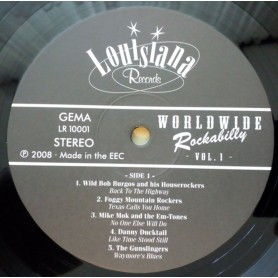 Louisiana
Records
GEMA
LR 10001
STEREO
℗ 2008 · Made in the EEC
WORLDWIDE
Rockabilly
- VOL. 1 -
- SIDE 1 -
1. Wild Bob Burgos and his Houserockers
Back To The Highway
2. Foggy Mountain Rockers
Texas Calls You Home
3. Mike Mok and the Em-Tones
No One Else Will Do
4. Danny Ducktail
Like Time Stood Still
5. The Gunslingers
Waymore's Blues